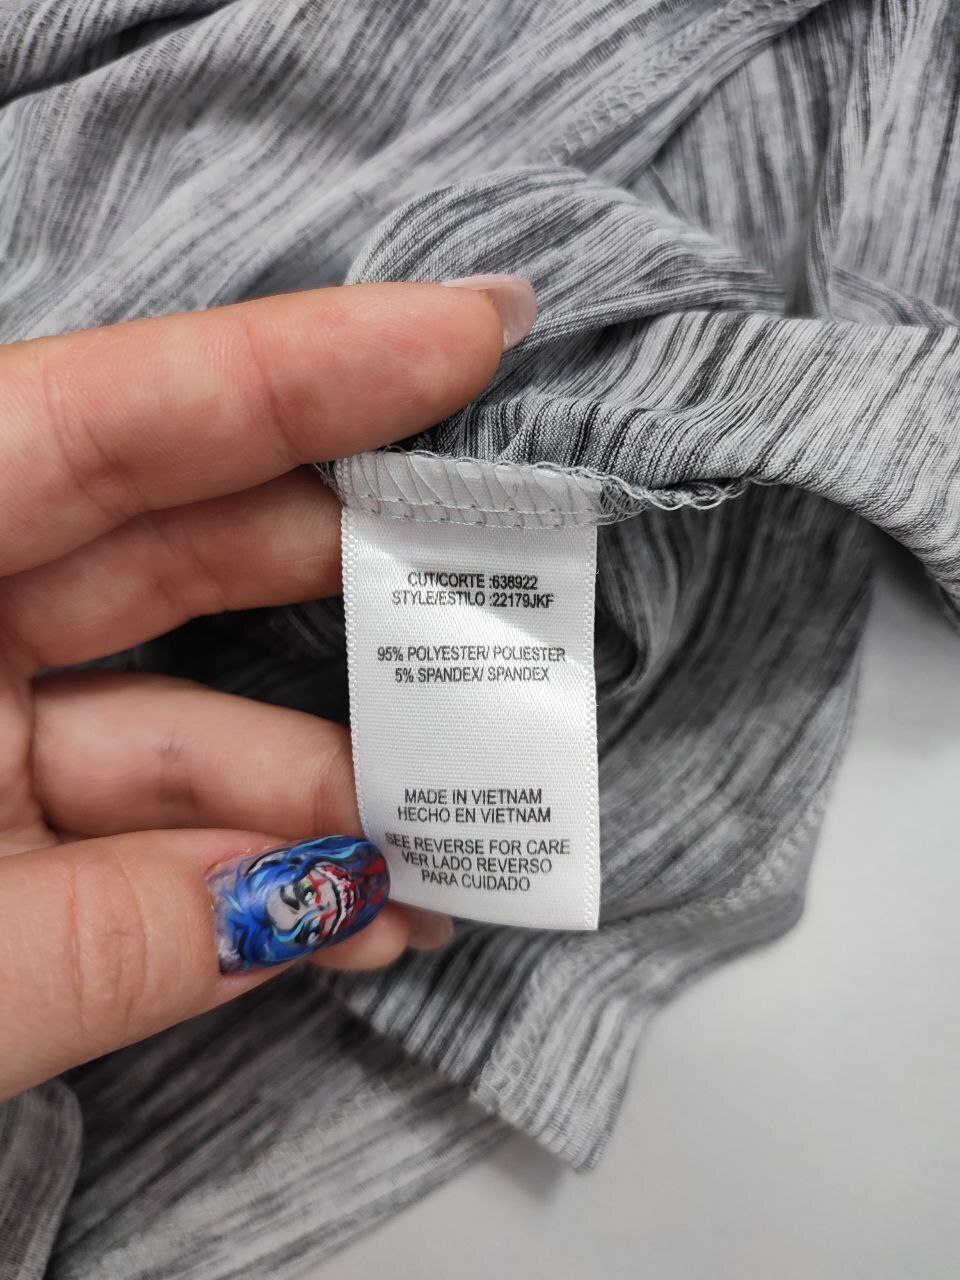 CUT/CORTE :636922
STYLE/ESTILO :22179JKF
95% POLYESTER/ POLIESTER
5% SPANDEX/ SPANDEX
MADE IN VIETNAM
HECHO EN VIETNAM
SEE REVERSE FOR CARE
VER LADO REVERSO
PARA CUIDADO